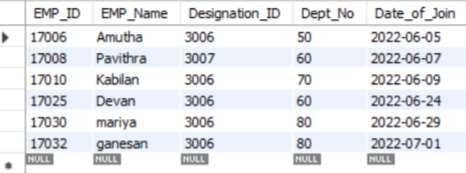 EMP_ID EMP_Name Designation_ID Dept_No Date_of_Join
17006 Amutha 3006 50 2022-06-05
17008 Pavithra 3007 60 2022-06-07
17010 Kabilan 3006 70 2022-06-09
17025 Devan 3006 60 2022-06-24
17030 mariya 3006 80 2022-06-29
17032 ganesan 3006 80 2022-07-01
NULL NULL NULL NULL NULL